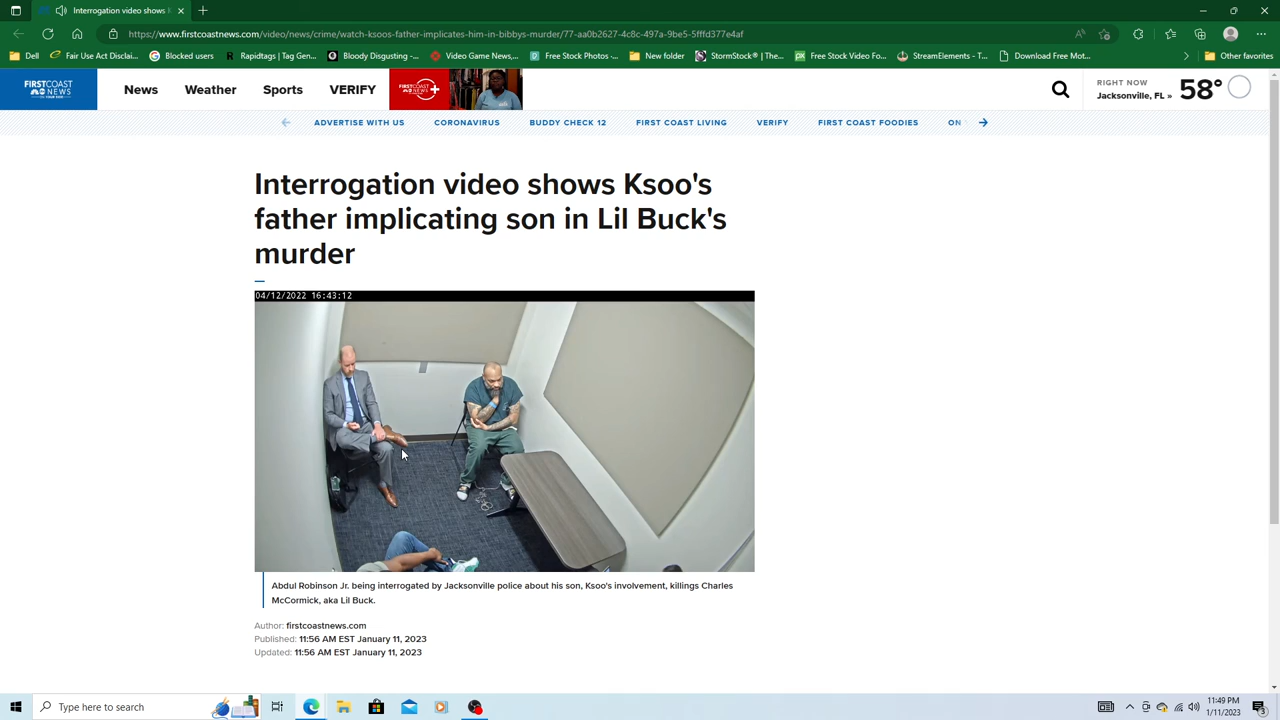 Interrogation video shows l
https://www.firstcoastnews.com/video/news/crime/watch-ksoos-father-implicating-son-in-bibbys-murder/77-aa0b2627-4c8c-497a-9be5-5fffd377e4af
Dell
Fair Use Act Disclai...
Blocked users
Rapidtags | Tag Gen...
Bloody Disgusting -...
Video Game News,...
Depositphotos
Free Stock Photos,...
New folder
StormStock® | The...
Free Stock Video Fo...
StreamElements - T...
Download Free Mot...
Other favorites
FIRST COAST
NEWS
News
Weather
Sports
VERIFY
FIRST COAST
NEWS +
RIGHT NOW
Jacksonville, FL »
58°
ADVERTISE WITH US
CORONAVIRUS
BUDDY CHECK 12
FIRST COAST LIVING
VERIFY
FIRST COAST FOODIES
ON
Interrogation video shows Ksoo's
father implicating son in Lil Buck's
murder
04/12/2022 16:43:12
Abdul Robinson Jr. being interrogated by Jacksonville police about his son, Ksoo's involvement, killings Charles
McCormick, aka Lil Buck.
Author: firstcoastnews.com
Published: 11:56 AM EST January 11, 2023
Updated: 11:56 AM EST January 11, 2023
Type here to search
11:49 PM
1/11/2023